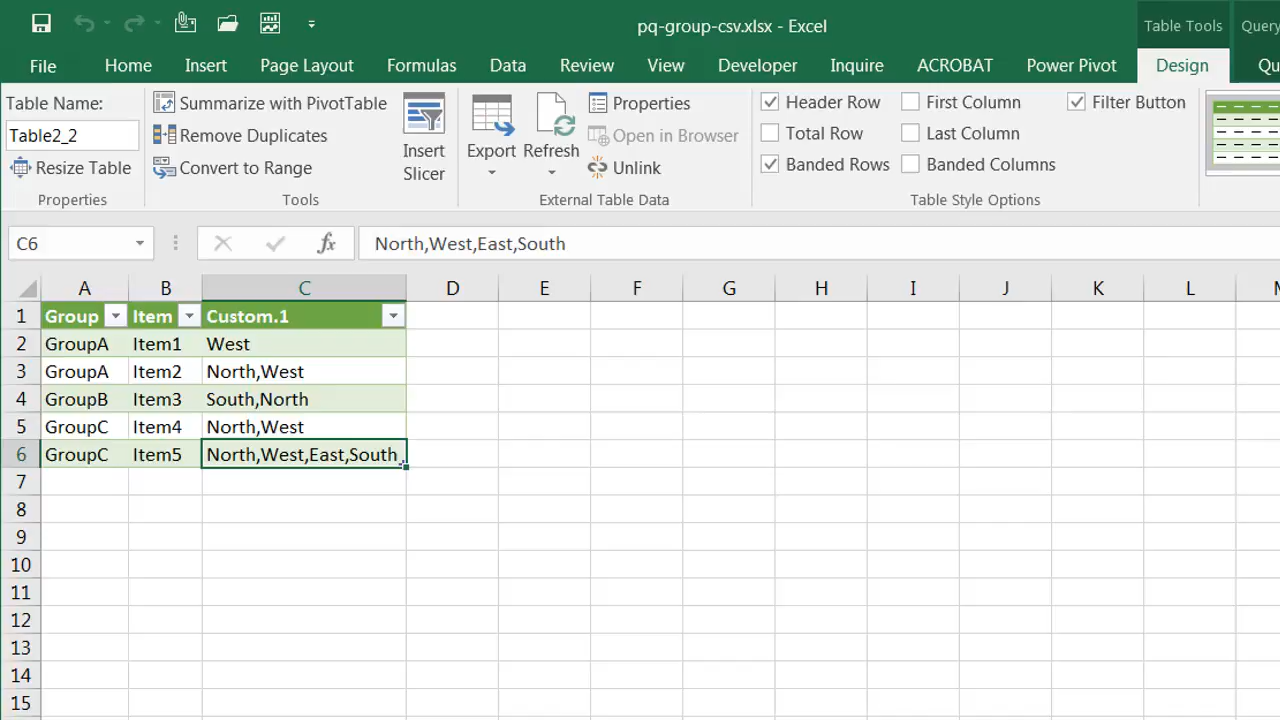 pq-group-csv.xlsx - Excel
Table Tools
Query
File Home Insert Page Layout Formulas Data Review View Developer Inquire ACROBAT Power Pivot Design Qu
Table Name:
Table2_2
Resize Table
Properties
Summarize with PivotTable
Remove Duplicates
Convert to Range
Insert
Slicer
Tools
Export
Refresh
Properties
Open in Browser
Unlink
External Table Data
Header Row
First Column
Filter Button
Total Row
Last Column
Banded Rows
Banded Columns
Table Style Options
C6
fx
North,West,East,South
A B C D E F G H I J K L M
1 Group Item Custom.1
2 GroupA Item1 West
3 GroupA Item2 North,West
4 GroupB Item3 South,North
5 GroupC Item4 North,West
6 GroupC Item5 North,West,East,South
7
8
9
10
11
12
13
14
15